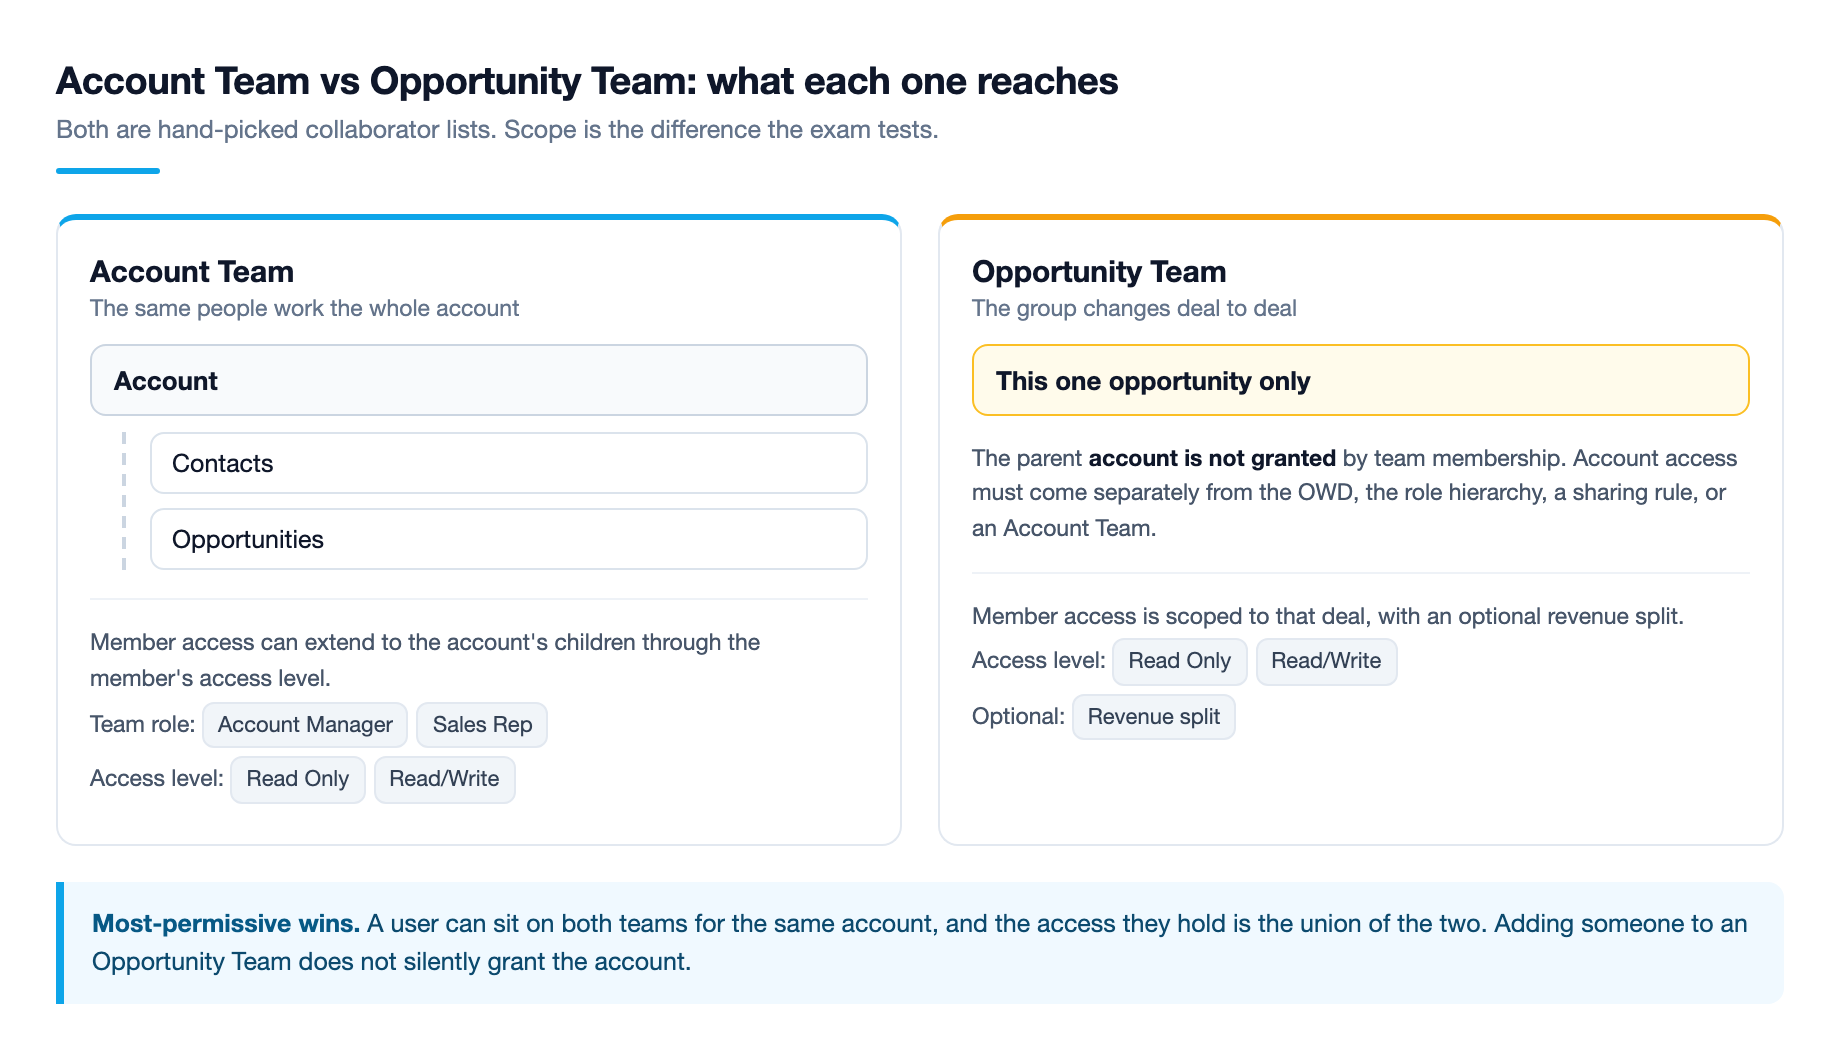 Account Team vs Opportunity Team: what each one reaches
Both are hand-picked collaborator lists. Scope is the difference the exam tests.
Account Team
The same people work the whole account
Account
Contacts
Opportunities
Member access can extend to the account's children through the
member's access level.
Team role: Account Manager Sales Rep
Access level: Read Only Read/Write
Opportunity Team
The group changes deal to deal
This one opportunity only
The parent account is not granted by team membership. Account access
must come separately from the OWD, the role hierarchy, a sharing rule, or
an Account Team.
Member access is scoped to that deal, with an optional revenue split.
Access level: Read Only Read/Write
Optional: Revenue split
Most-permissive wins. A user can sit on both teams for the same account, and the access they hold is the union of the two. Adding someone to an
Opportunity Team does not silently grant the account.